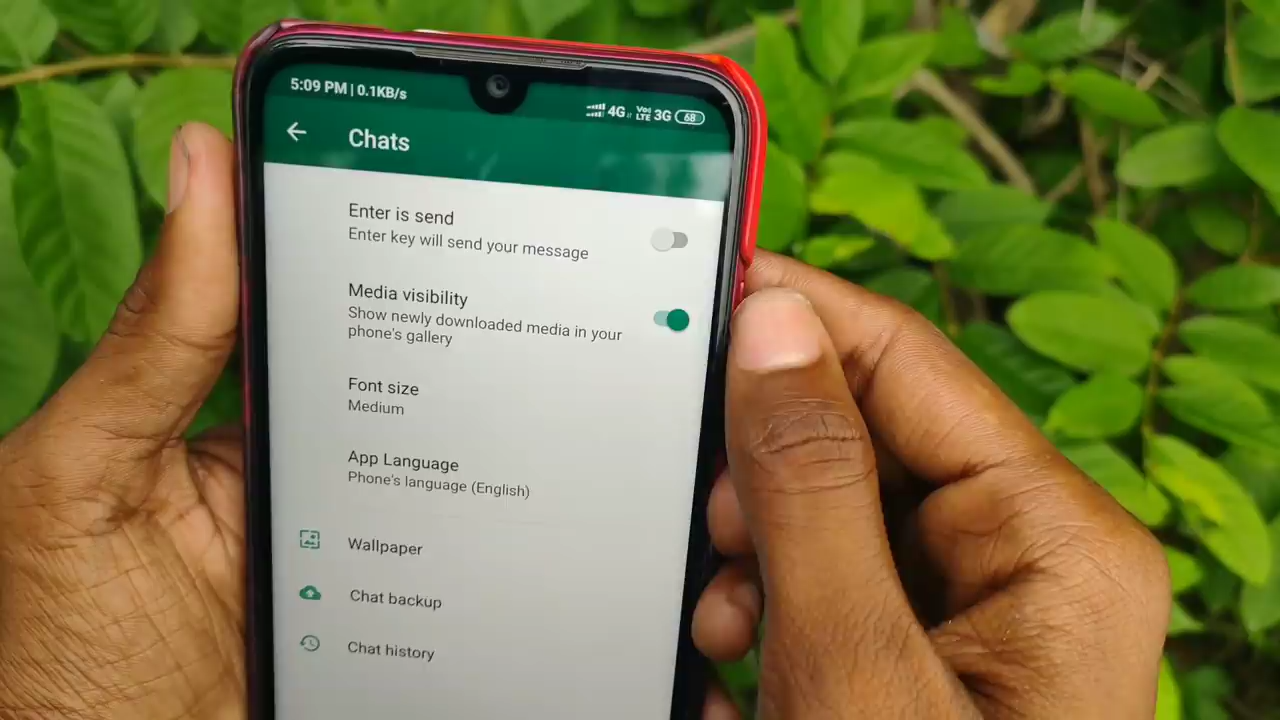 5:09 PM | 0.1KB/s
4G Vo LTE 3G 68
Chats
Enter is send
Enter key will send your message
Media visibility
Show newly downloaded media in your
phone's gallery
Font size
Medium
App Language
Phone's language (English)
Wallpaper
Chat backup
Chat history